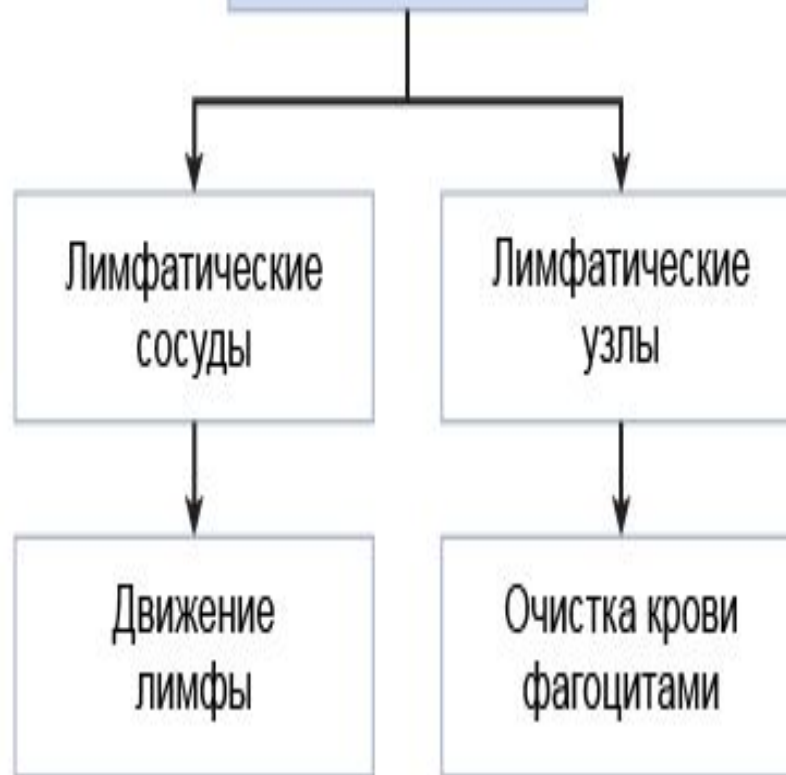 Лимфатические
сосуды
Лимфатические
узлы
Движение
лимфы
Очистка крови
фагоцитами